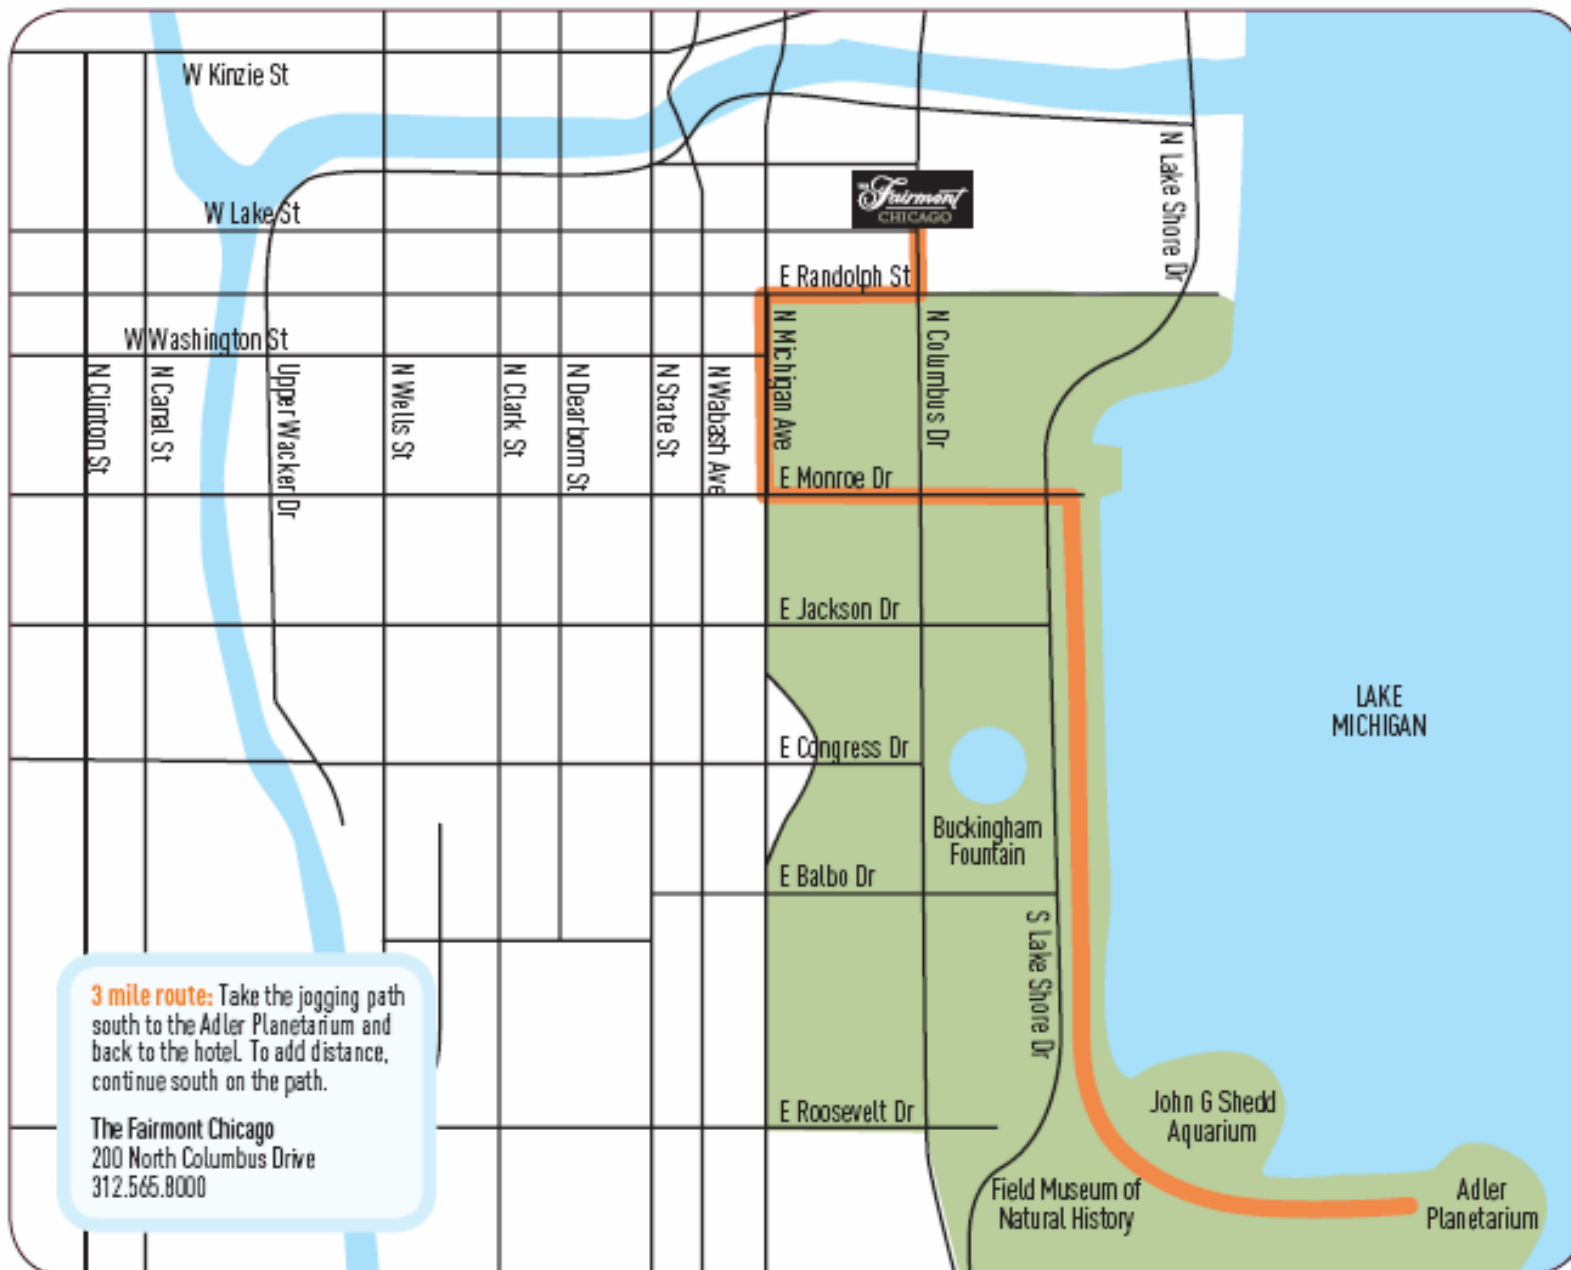 W Kinzie St
N Lake Shore Dr
THE Fairmont
CHICAGO
W Lake St
E Randolph St
W Washington St
N Clinton St
N Canal St
Upper Wacker Dr
N Wells St
N Clark St
N Dearborn St
N State St
N Wabash Ave
N Michigan Ave
N Columbus Dr
E Monroe Dr
E Jackson Dr
LAKE
MICHIGAN
E Congress Dr
Buckingham
Fountain
E Balbo Dr
S Lake Shore Dr
3 mile route: Take the jogging path
south to the Adler Planetarium and
back to the hotel. To add distance,
continue south on the path.
The Fairmont Chicago
200 North Columbus Drive
312.565.8000
E Roosevelt Dr
John G Shedd
Aquarium
Field Museum of
Natural History
Adler
Planetarium